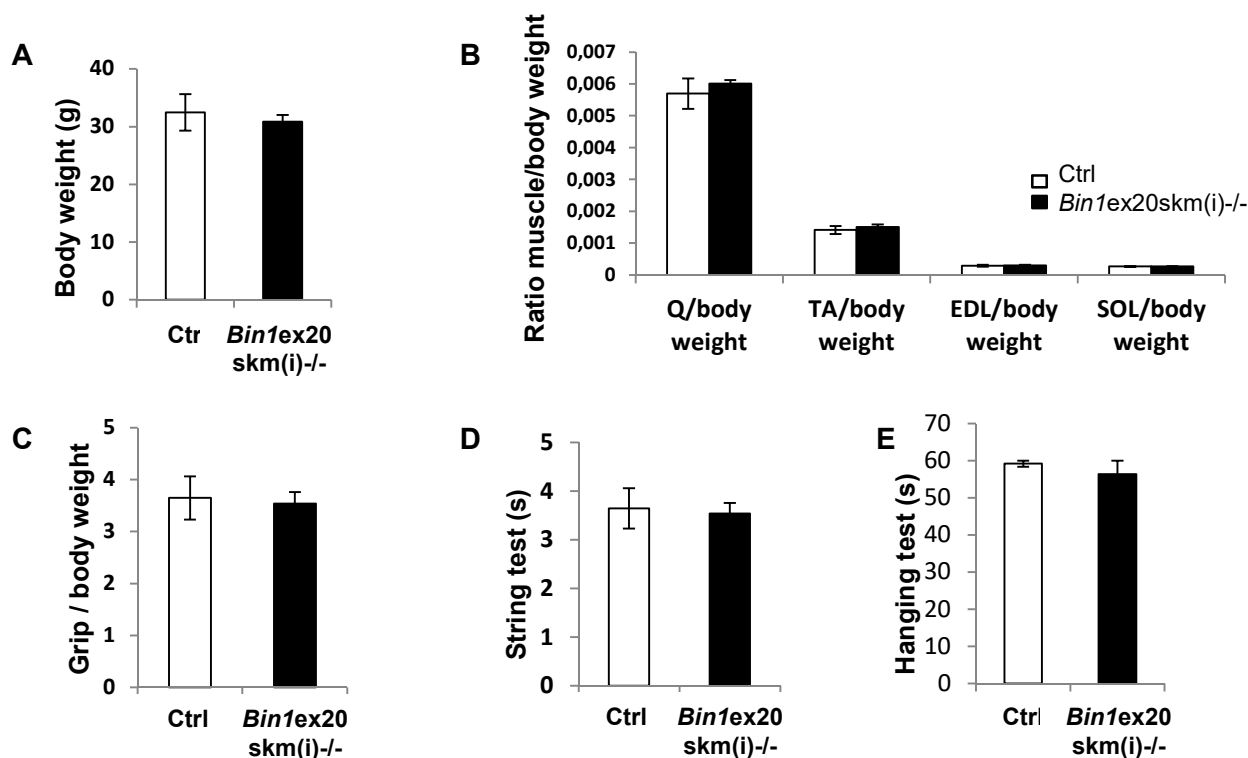 A
Body weight (g)
40
30
20
10
0
Ctr
Bin1ex20
skm(i)-/-
B
Ratio muscle/body weight
0,007
0,006
0,005
0,004
0,003
0,002
0,001
0
Q/body
weight
TA/body
weight
EDL/body
weight
SOL/body
weight
Ctrl
Bin1ex20skm(i)-/-
C
Grip / body weight
5
4
3
2
1
0
Ctrl
Bin1ex20
skm(i)-/-
D
String test (s)
5
4
3
2
1
0
Ctrl
Bin1ex20
skm(i)-/-
E
Hanging test (s)
70
60
50
40
30
20
10
0
Ctrl
Bin1ex20
skm(i)-/-